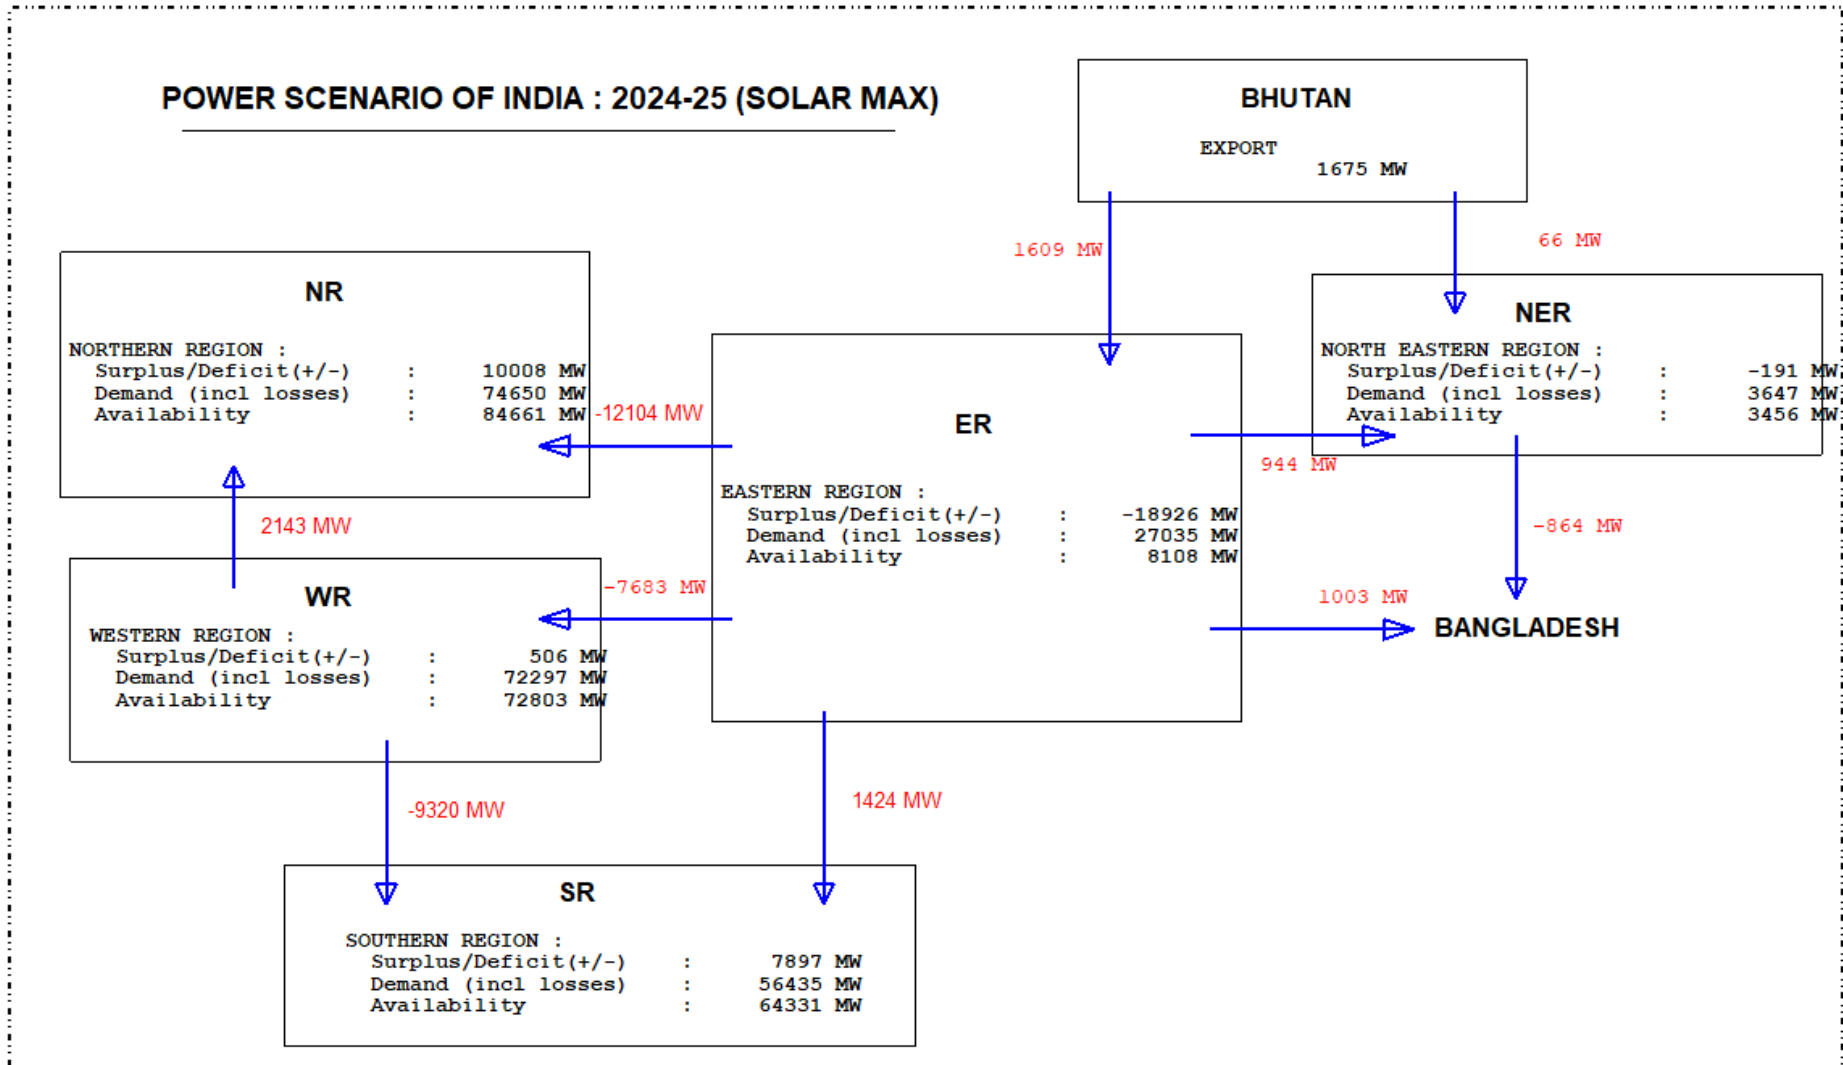 POWER SCENARIO OF INDIA : 2024-25 (SOLAR MAX)
BHUTAN
EXPORT
1675 MW
1609 MW
66 MW
NR
NORTHERN REGION :
Surplus/Deficit(+/-) : 10008 MW
Demand (incl losses) : 74650 MW
Availability : 84661 MW
-12104 MW
NER
NORTH EASTERN REGION :
Surplus/Deficit(+/-) : -191 MW
Demand (incl losses) : 3647 MW
Availability : 3456 MW
ER
EASTERN REGION :
Surplus/Deficit(+/-) : -18926 MW
Demand (incl losses) : 27035 MW
Availability : 8108 MW
944 MW
2143 MW
-864 MW
-7683 MW
1003 MW
BANGLADESH
WR
WESTERN REGION :
Surplus/Deficit(+/-) : 506 MW
Demand (incl losses) : 72297 MW
Availability : 72803 MW
-9320 MW
1424 MW
SR
SOUTHERN REGION :
Surplus/Deficit(+/-) : 7897 MW
Demand (incl losses) : 56435 MW
Availability : 64331 MW